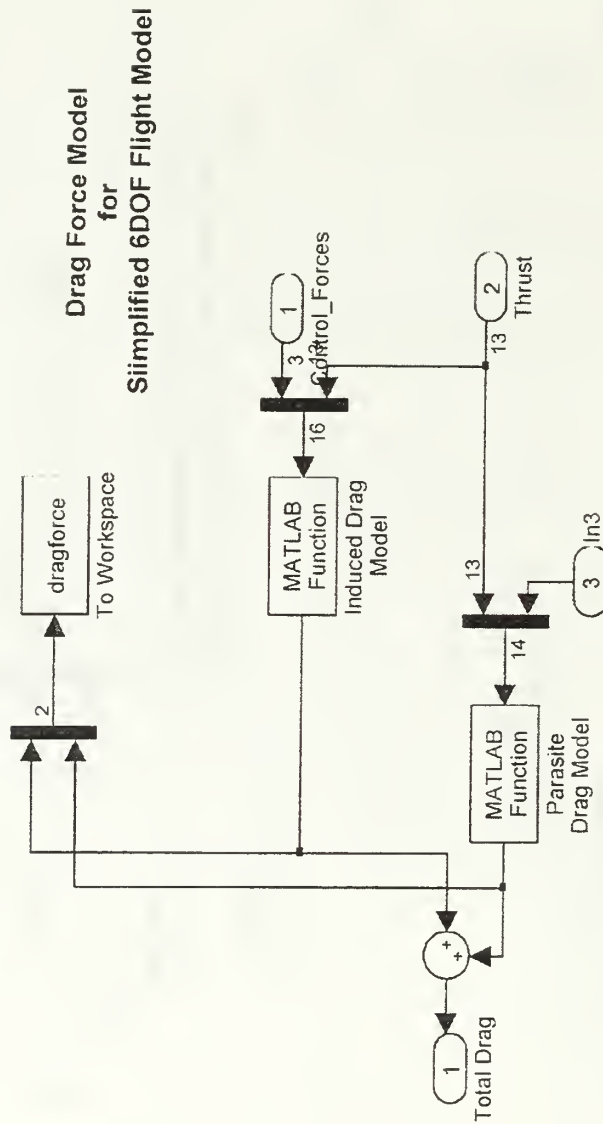 Drag Force Model
for
Siimplified 6DOF Flight Model
dragforce
To Workspace
2
1
Control_Forces
3
13
16
MATLAB
Function
Induced Drag
Model
2
Thrust
13
13
3
In3
14
MATLAB
Function
Parasite
Drag Model
+
+
1
Total Drag